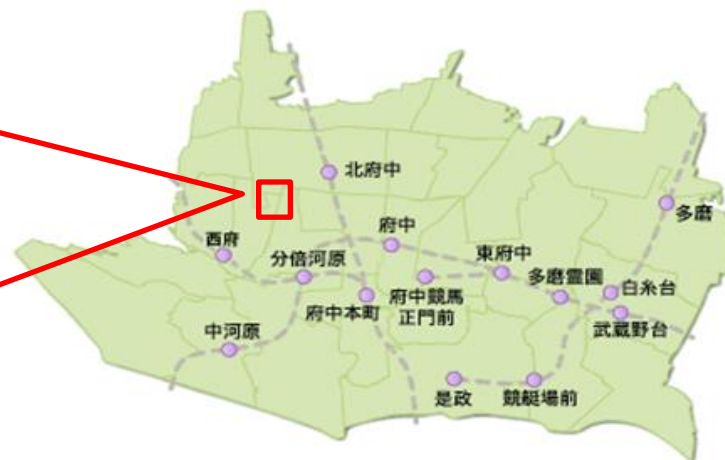 北府中
多磨
府中
西府
分倍河原
東府中
多磨霊園
白糸台
府中本町
府中競馬
正門前
武蔵野台
中河原
是政
競艇場前